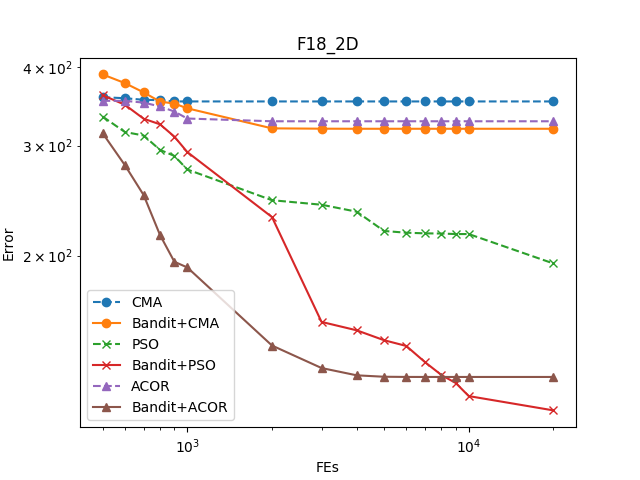 F18_2D
4 × 10²
3 × 10²
2 × 10²
Error
CMA
Bandit+CMA
PSO
Bandit+PSO
ACOR
Bandit+ACOR
10³
10⁴
FEs